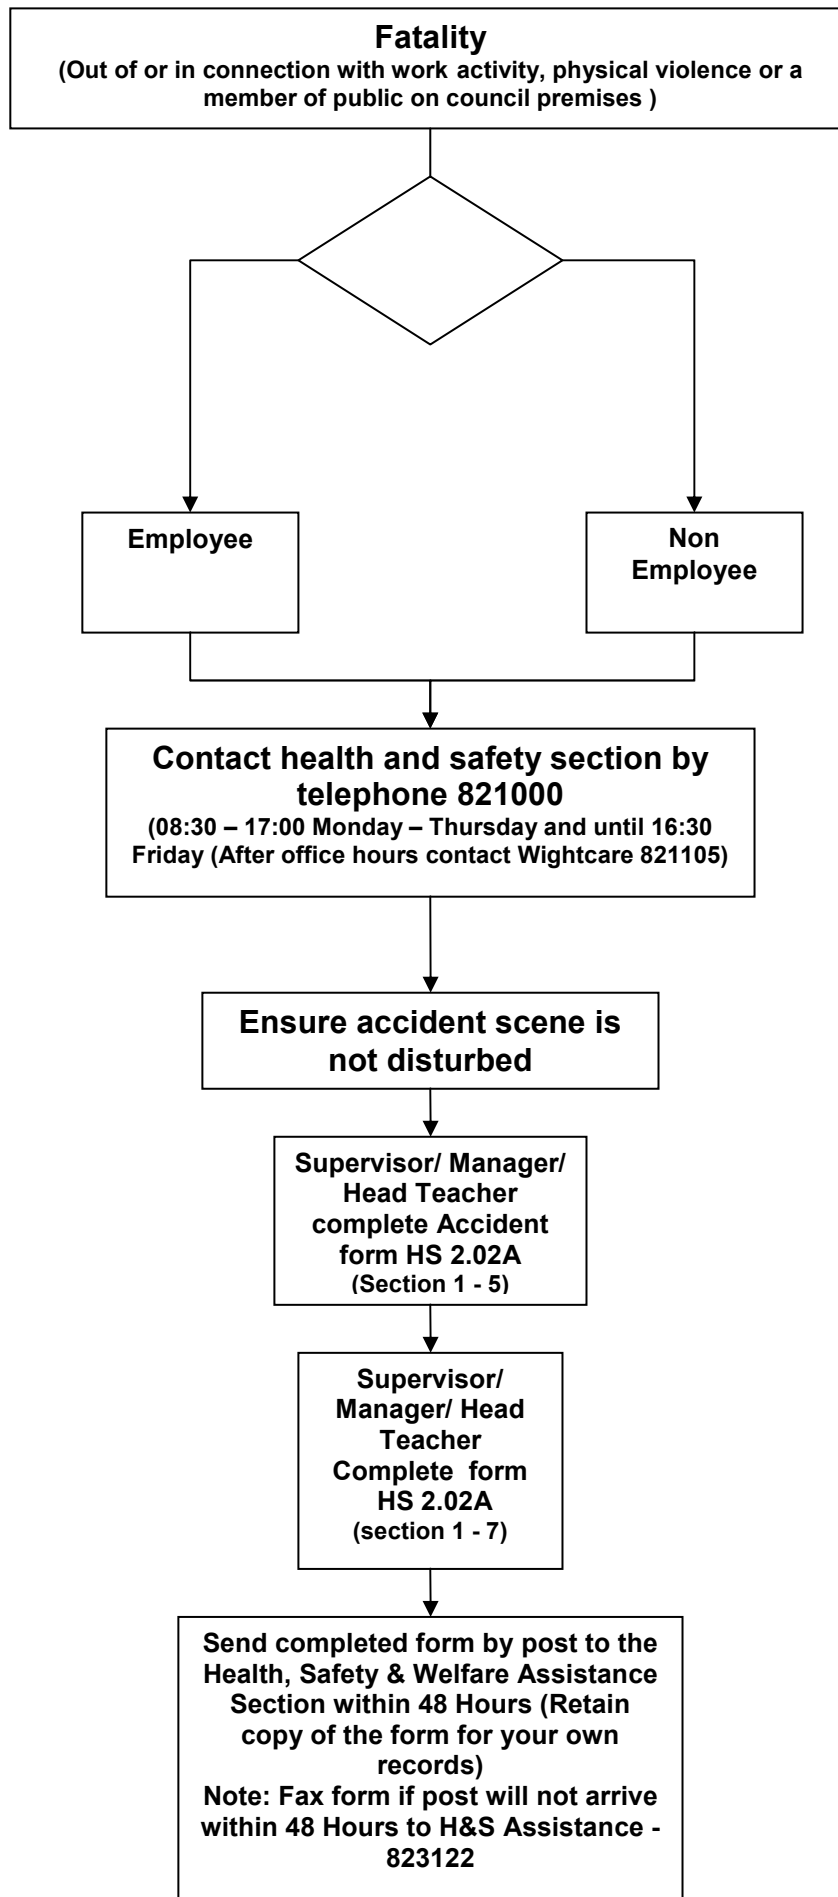 Fatality
(Out of or in connection with work activity, physical violence or a
member of public on council premises )
Employee
Non
Employee
Contact health and safety section by
telephone 821000
(08:30 – 17:00 Monday – Thursday and until 16:30
Friday (After office hours contact Wightcare 821105)
Ensure accident scene is
not disturbed
Supervisor/ Manager/
Head Teacher
complete Accident
form HS 2.02A
(Section 1 - 5)
Supervisor/
Manager/ Head
Teacher
Complete  form
HS 2.02A
(section 1 - 7)
Send completed form by post to the
Health, Safety & Welfare Assistance
Section within 48 Hours (Retain
copy of the form for your own
records)
Note: Fax form if post will not arrive
within 48 Hours to H&S Assistance -
823122